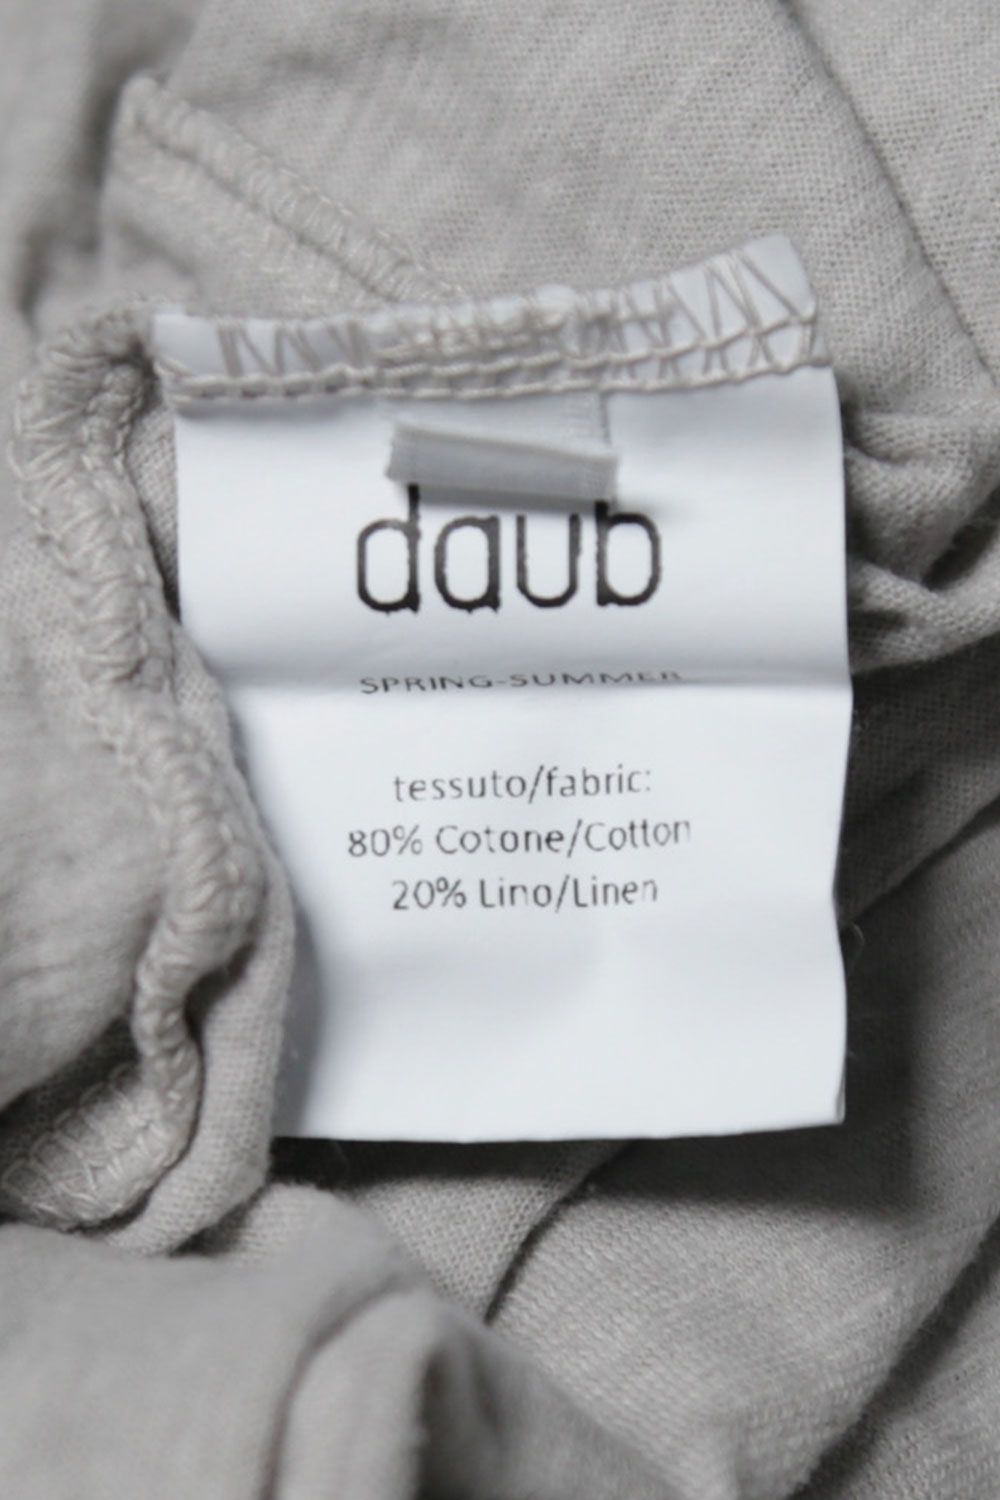 daub
SPRING-SUMMER
tessuto/fabric:
80% Cotone/Cotton
20% Lino/Linen